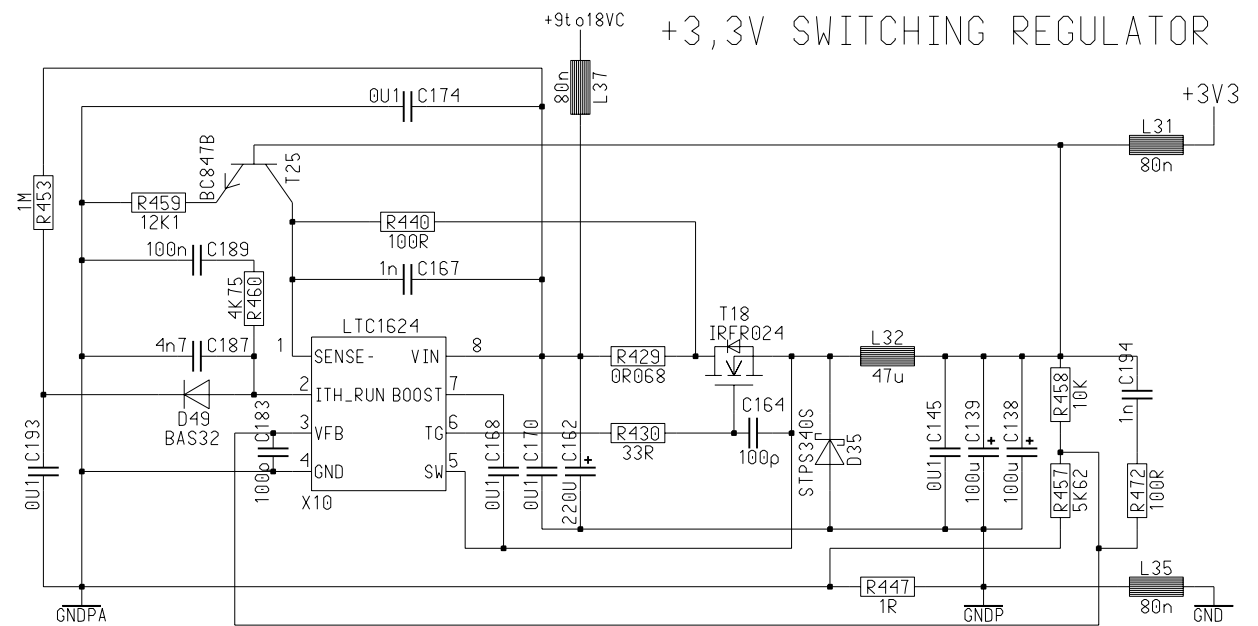 +9to18VC
+3,3V SWITCHING REGULATOR
80n
L37
+3V3
0U1 C174
L31
80n
BC847B
T25
1M
R453
R459
12K1
R440
100R
100n C189
1n C167
4K75
R460
T18
IRFR024
LTC1624
4n7 C187
1
SENSE-
VIN
8
R429
0R068
L32
47u
C194
1n
2
ITH_RUN
BOOST
7
D49
BAS32
C183
100p
3
VFB
TG
6
R430
33R
C164
100p
R458
10K
4
GND
SW
5
X10
C193
0U1
C168
0U1
C170
0U1
C162
+
220U
STPS340S
D35
C145
0U1
C139
+
100u
C138
+
100u
R457
5K62
R472
100R
GNDPA
R447
1R
GNDP
L35
80n
GND